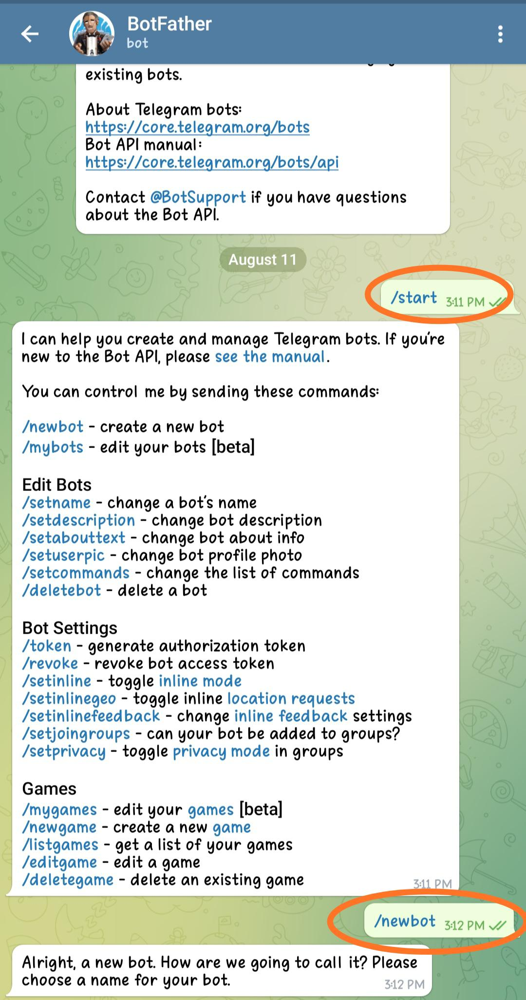 BotFather
bot
existing bots.
About Telegram bots:
https://core.telegram.org/bots
Bot API manual:
https://core.telegram.org/bots/api
Contact @BotSupport if you have questions
about the Bot API.
August 11
/start 3:11 PM
I can help you create and manage Telegram bots. If you're
new to the Bot API, please see the manual.
You can control me by sending these commands:
/newbot - create a new bot
/mybots - edit your bots [beta]
Edit Bots
/setname - change a bot's name
/setdescription - change bot description
/setabouttext - change bot about info
/setuserpic - change bot profile photo
/setcommands - change the list of commands
/deletebot - delete a bot
Bot Settings
/token - generate authorization token
/revoke - revoke bot access token
/setinline - toggle inline mode
/setinlinegeo - toggle inline location requests
/setinlinefeedback - change inline feedback settings
/setjoingroups - can your bot be added to groups?
/setprivacy - toggle privacy mode in groups
Games
/mygames - edit your games [beta]
/newgame - create a new game
/listgames - get a list of your games
/editgame - edit a game
/deletegame - delete an existing game
3:11 PM
/newbot 3:12 PM
Alright, a new bot. How are we going to call it? Please
choose a name for your bot.
3:12 PM